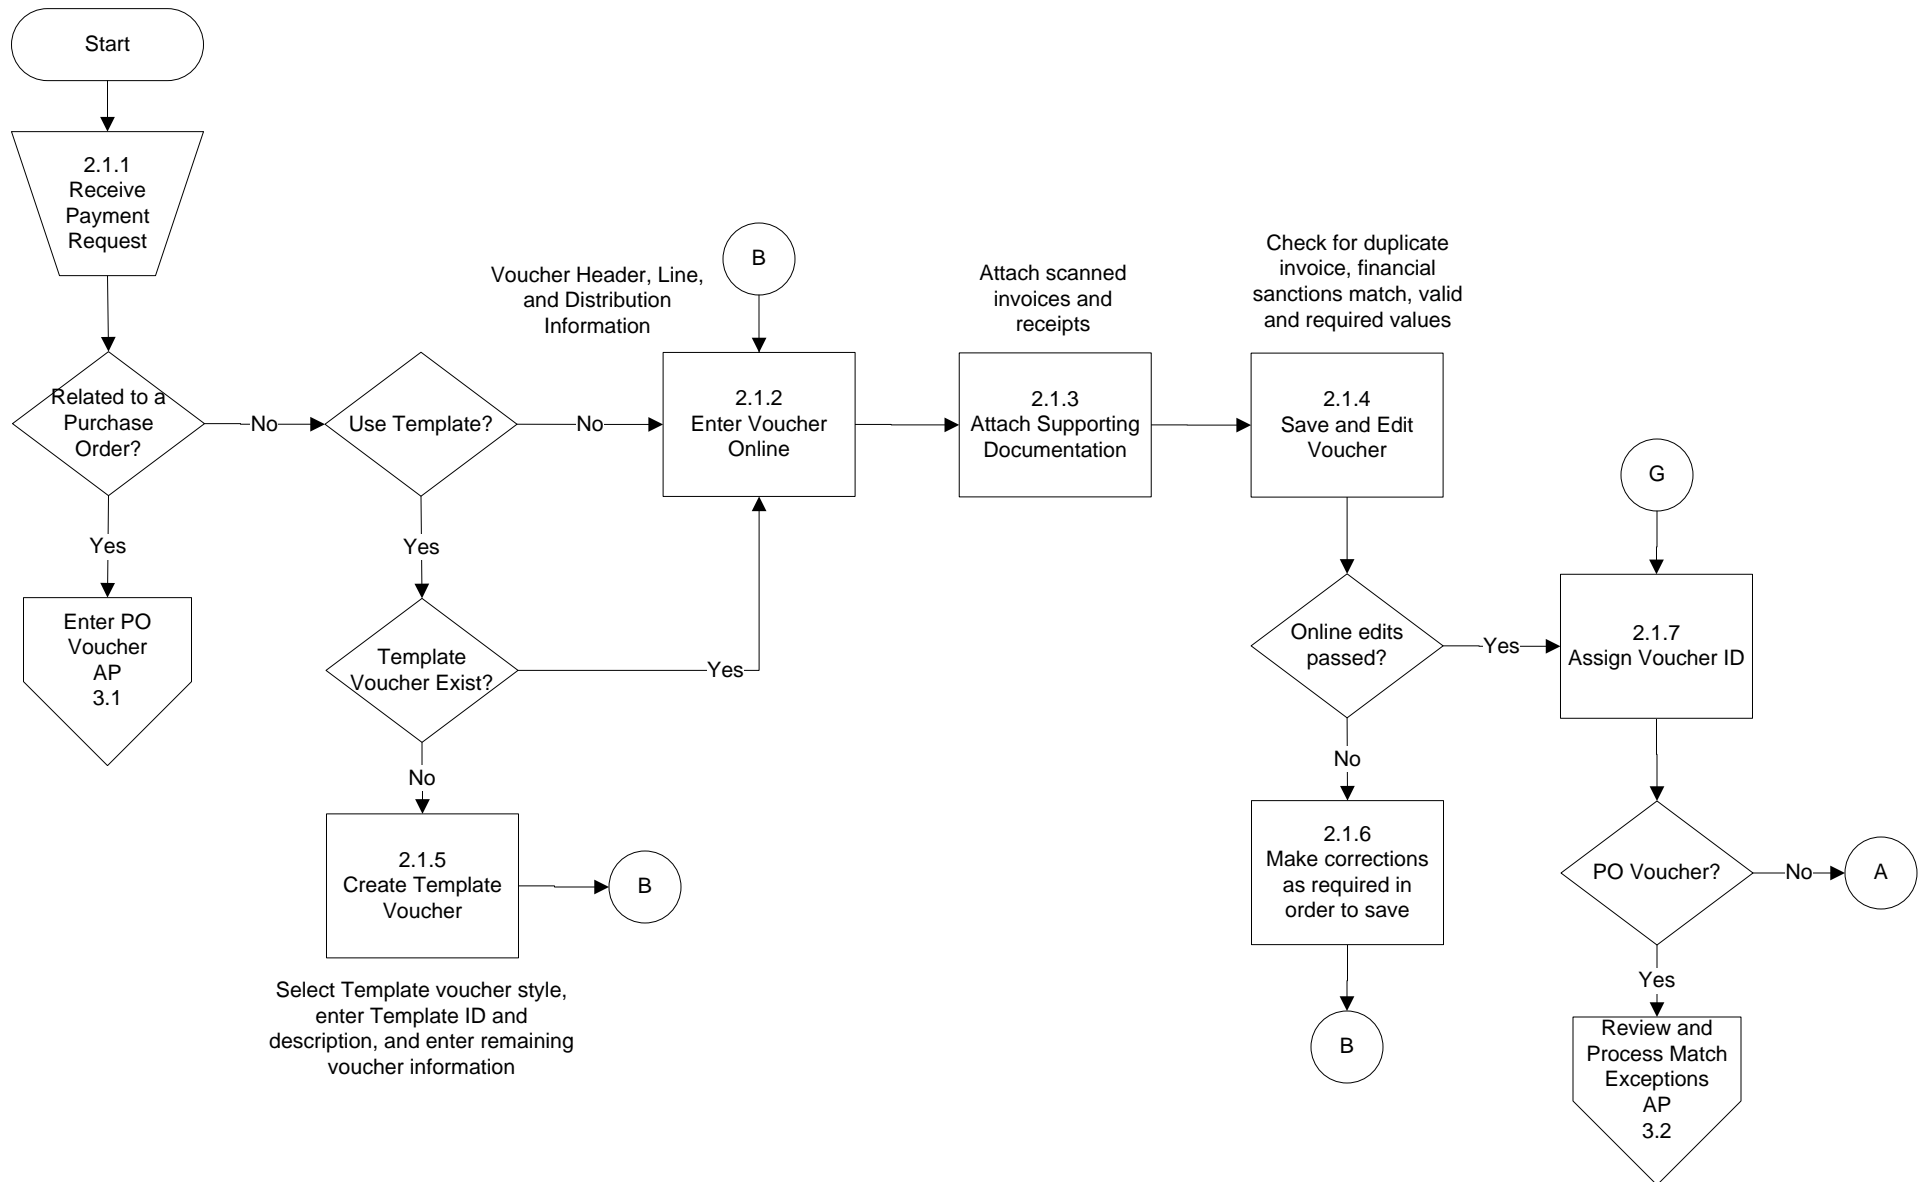 Start
2.1.1
Receive
Payment
Request
Related to a
Purchase
Order?
No
Yes
Enter PO
Voucher
AP
3.1
Use Template?
No
Yes
Template
Voucher Exist?
Yes
No
2.1.5
Create Template
Voucher
B
Select Template voucher style,
enter Template ID and
description, and enter remaining
voucher information
Voucher Header, Line,
and Distribution
Information
B
2.1.2
Enter Voucher
Online
Attach scanned
invoices and
receipts
2.1.3
Attach Supporting
Documentation
Check for duplicate
invoice, financial
sanctions match, valid
and required values
2.1.4
Save and Edit
Voucher
Online edits
passed?
Yes
No
2.1.6
Make corrections
as required in
order to save
B
G
2.1.7
Assign Voucher ID
PO Voucher?
No
A
Yes
Review and
Process Match
Exceptions
AP
3.2